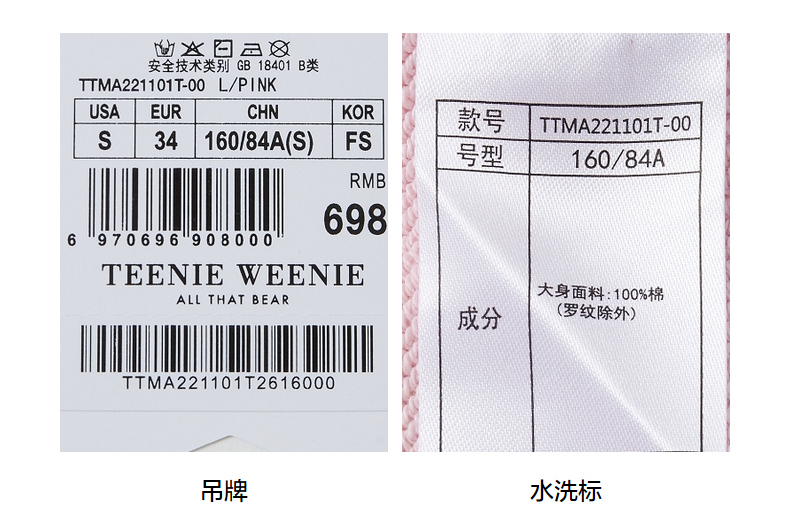 安全技术类别 GB 18401 B类
TTMA221101T-00 L/PINK
USA EUR CHN KOR
S 34 160/84A(S) FS
RMB
698
6 970696 908000
TEENIE WEENIE
ALL THAT BEAR
TTMA221101T2616000
吊牌
款号 TTMA221101T-00
号型 160/84A
成分 大身面料:100%棉
(罗纹除外)
水洗标